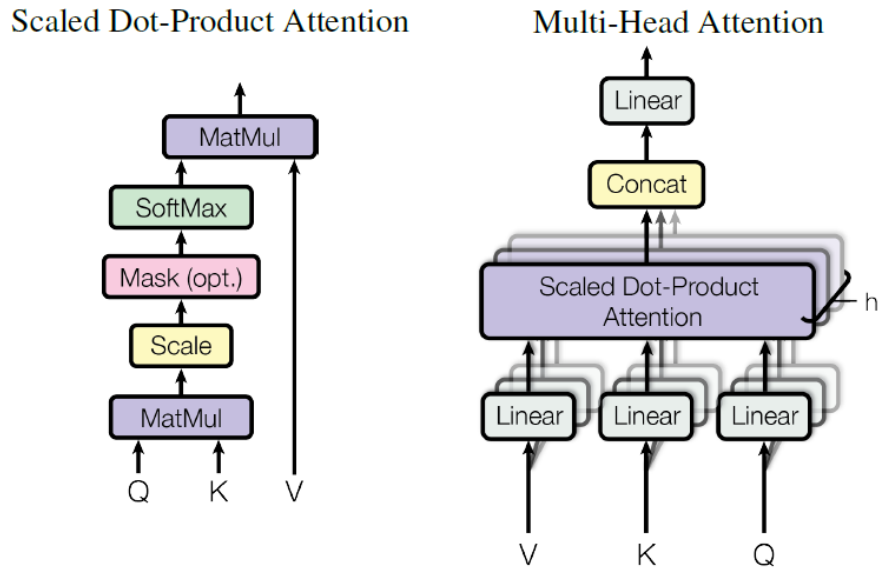 Scaled Dot-Product Attention
MatMul
SoftMax
Mask (opt.)
Scale
MatMul
Q K V
Multi-Head Attention
Linear
Concat
Scaled Dot-Product
Attention
h
Linear Linear Linear
V K Q